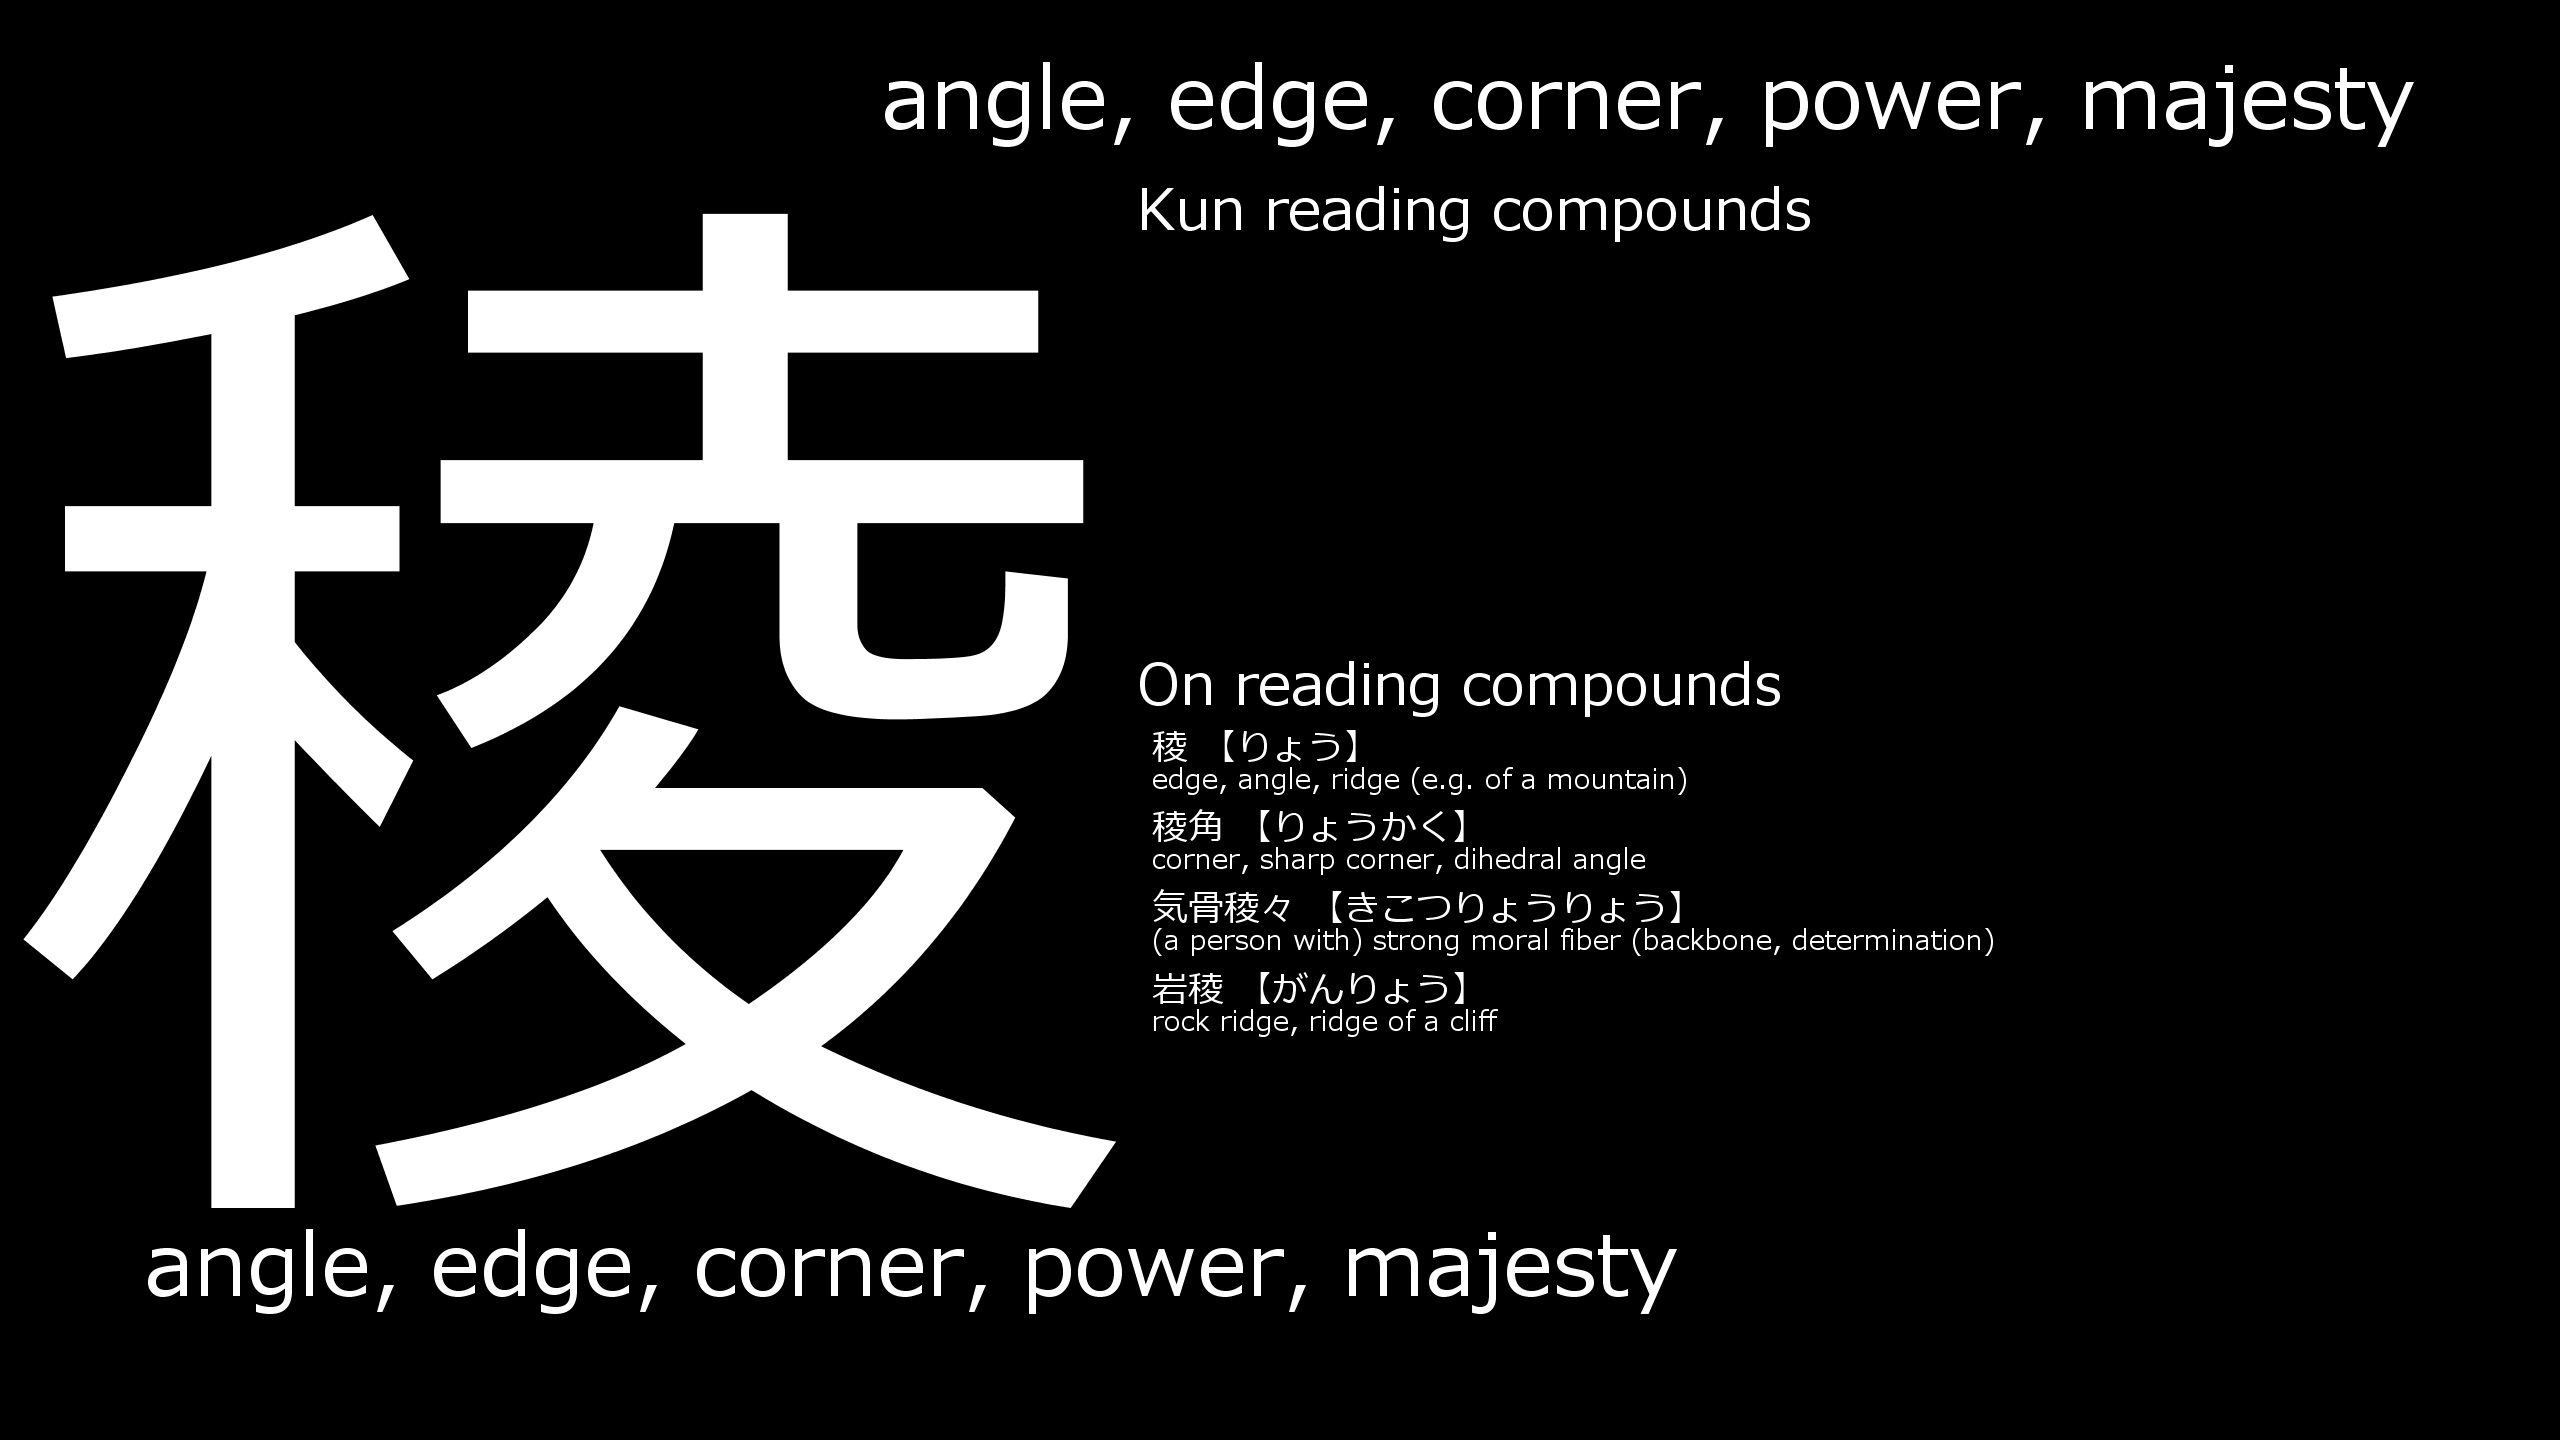 angle, edge, corner, power, majesty
Kun reading compounds
稜
On reading compounds
稜 【りょう】
edge, angle, ridge (e.g. of a mountain)
稜角 【りょうかく】
corner, sharp corner, dihedral angle
気骨稜々 【きこつりょうりょう】
(a person with) strong moral fiber (backbone, determination)
岩稜 【がんりょう】
rock ridge, ridge of a cliff
angle, edge, corner, power, majesty